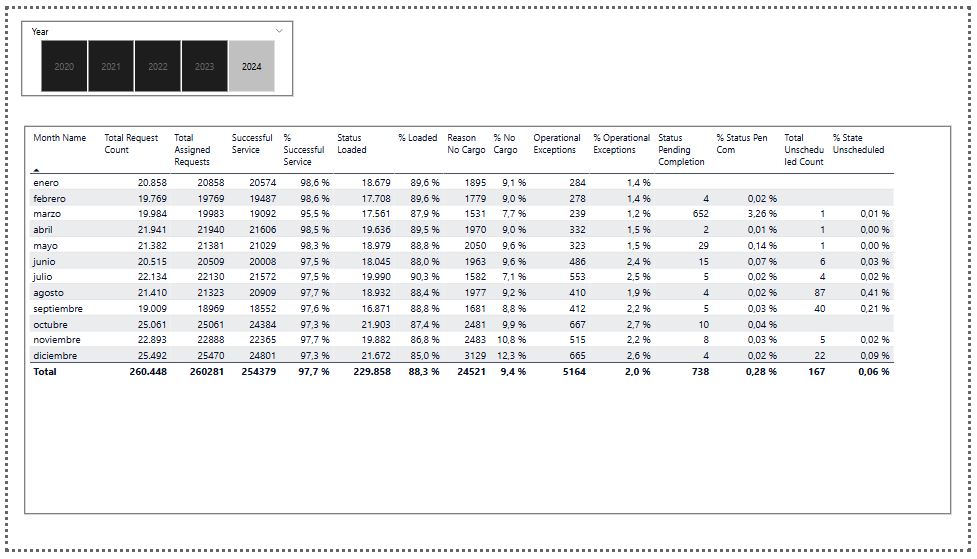 Year
2020 2021 2022 2023 2024
Month Name Total Request Total Successful % Status % Loaded Reason % No Operational % Operational Status % Status Pen Total % State
Count Assigned Service Successful Loaded No Cargo Cargo Exceptions Exceptions Pending Com Unschedu Unscheduled
Requests Service Completion led Count
enero 20.858 20858 20574 98,6 % 18.679 89,6 % 1895 9,1 % 284 1,4 %
febrero 19.769 19769 19487 98,6 % 17.708 89,6 % 1779 9,0 % 278 1,4 % 4 0,02 %
marzo 19.984 19983 19092 95,5 % 17.561 87,9 % 1531 7,7 % 239 1,2 % 652 3,26 % 1 0,01 %
abril 21.941 21940 21606 98,5 % 19.636 89,5 % 1970 9,0 % 332 1,5 % 2 0,01 % 1 0,00 %
mayo 21.382 21381 21029 98,3 % 18.979 88,8 % 2050 9,6 % 323 1,5 % 29 0,14 % 1 0,00 %
junio 20.515 20509 20008 97,5 % 18.045 88,0 % 1963 9,6 % 486 2,4 % 15 0,07 % 6 0,03 %
julio 22.134 22130 21572 97,5 % 19.990 90,3 % 1582 7,1 % 553 2,5 % 5 0,02 % 4 0,02 %
agosto 21.410 21323 20909 97,7 % 18.932 88,4 % 1977 9,2 % 410 1,9 % 4 0,02 % 87 0,41 %
septiembre 19.009 18969 18552 97,6 % 16.871 88,8 % 1681 8,8 % 412 2,2 % 5 0,03 % 40 0,21 %
octubre 25.061 25061 24384 97,3 % 21.903 87,4 % 2481 9,9 % 667 2,7 % 10 0,04 %
noviembre 22.893 22888 22365 97,7 % 19.882 86,8 % 2483 10,8 % 515 2,2 % 8 0,03 % 5 0,02 %
diciembre 25.492 25470 24801 97,3 % 21.672 85,0 % 3129 12,3 % 665 2,6 % 4 0,02 % 22 0,09 %
Total 260.448 260281 254379 97,7 % 229.858 88,3 % 24521 9,4 % 5164 2,0 % 738 0,28 % 167 0,06 %